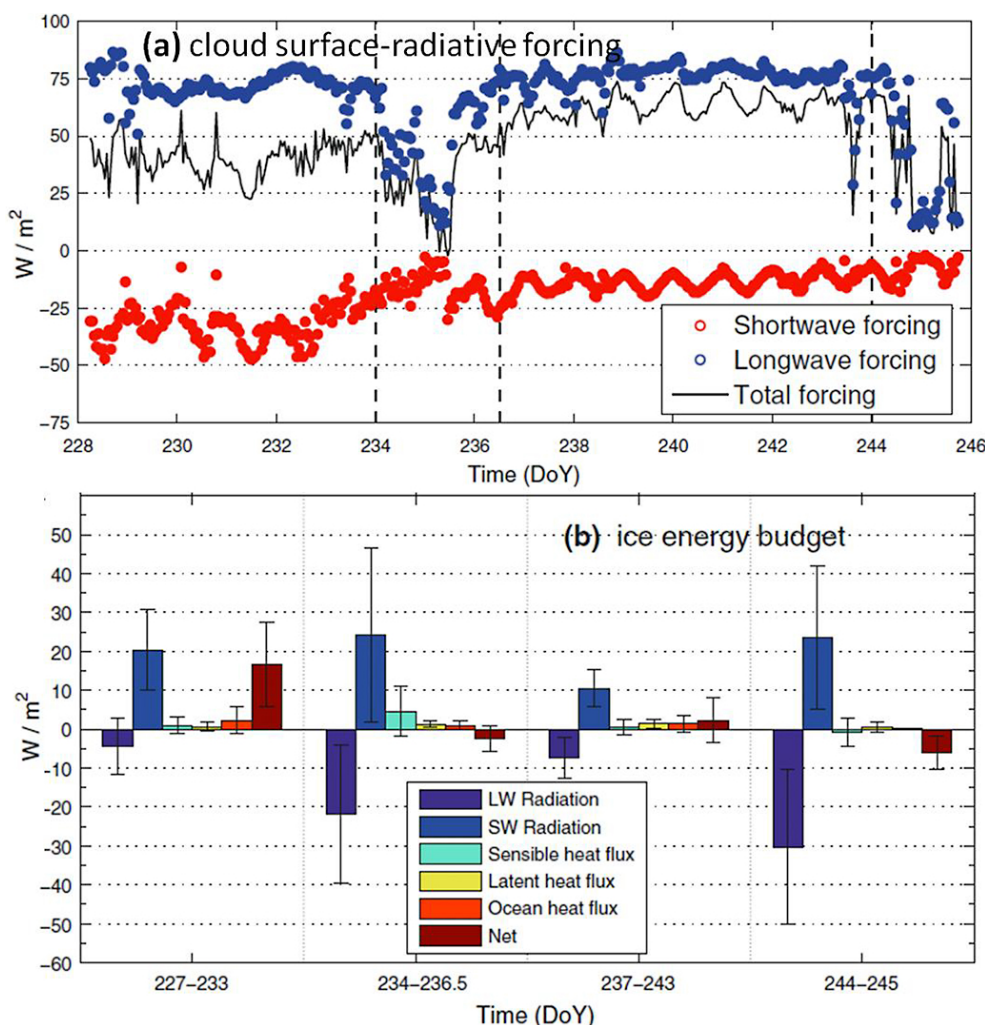 (a) cloud surface-radiative forcing
100
75
50
25
0
-25
-50
-75
W / m²
Shortwave forcing
Longwave forcing
Total forcing
228 230 232 234 236 238 240 242 244 246
Time (DoY)
(b) ice energy budget
50
40
30
20
10
0
-10
-20
-30
-40
-50
-60
W / m²
LW Radiation
SW Radiation
Sensible heat flux
Latent heat flux
Ocean heat flux
Net
227-233 234-236.5 237-243 244-245
Time (DoY)